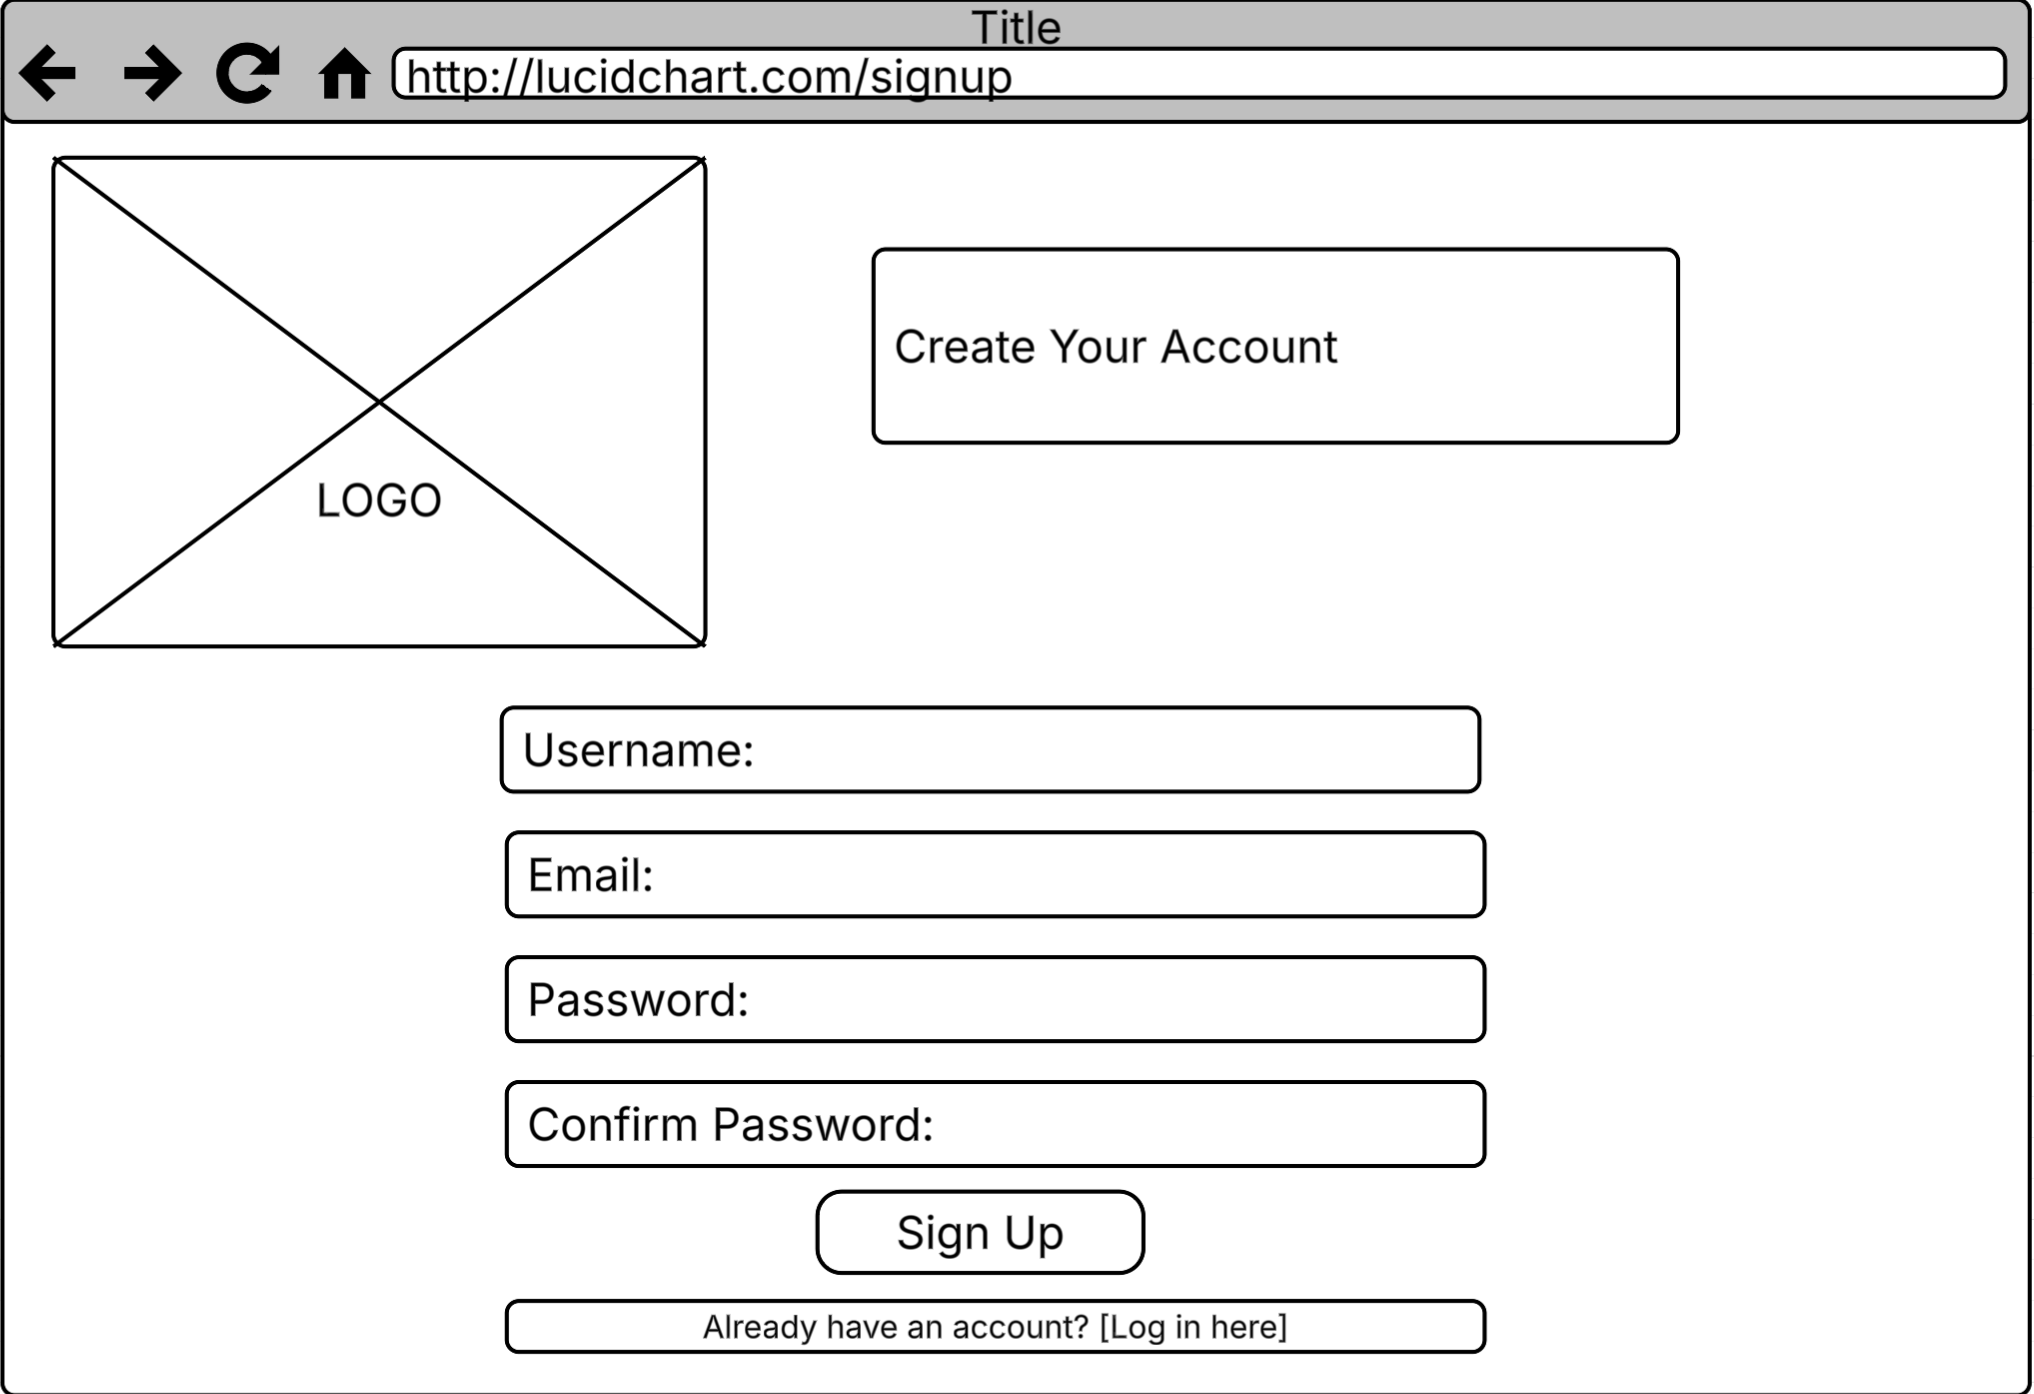 Title
http://lucidchart.com/signup
LOGO
Create Your Account
Username:
Email:
Password:
Confirm Password:
Sign Up
Already have an account? [Log in here]